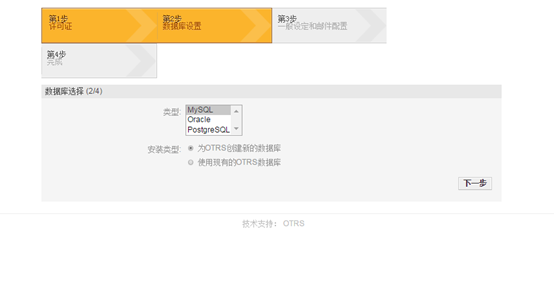 第1步
许可证
第2步
数据库设置
第3步
一般设定和邮件配置
第4步
完成
数据库选择 (2/4)
类型:
MySQL
Oracle
PostgreSQL
安装类型:
为OTRS创建新的数据库
使用现有的OTRS数据库
下一步
技术支持: OTRS